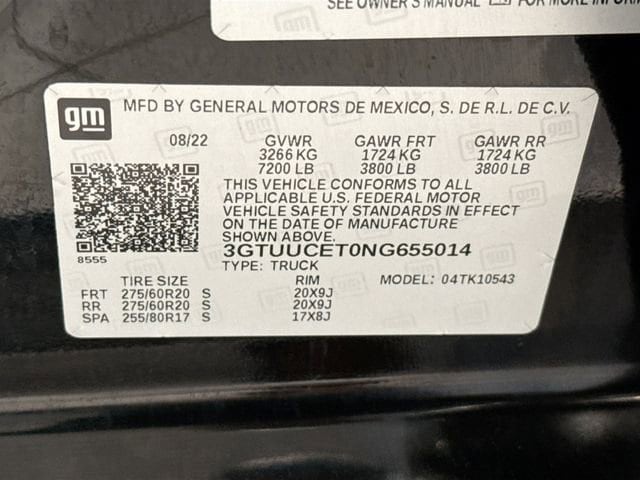 SEE OWNER'S MANUAL FOR MORE INFORM
gm
MFD BY GENERAL MOTORS DE MEXICO, S. DE R.L. DE C.V.
08/22 GVWR GAWR FRT GAWR RR
3266 KG 1724 KG 1724 KG
7200 LB 3800 LB 3800 LB
THIS VEHICLE CONFORMS TO ALL
APPLICABLE U.S. FEDERAL MOTOR
VEHICLE SAFETY STANDARDS IN EFFECT
ON THE DATE OF MANUFACTURE
SHOWN ABOVE.
8555 3GTUUCET0NG655014
TYPE: TRUCK MODEL: 04TK10543
TIRE SIZE RIM
FRT 275/60R20 S 20X9J
RR 275/60R20 S 20X9J
SPA 255/80R17 S 17X8J